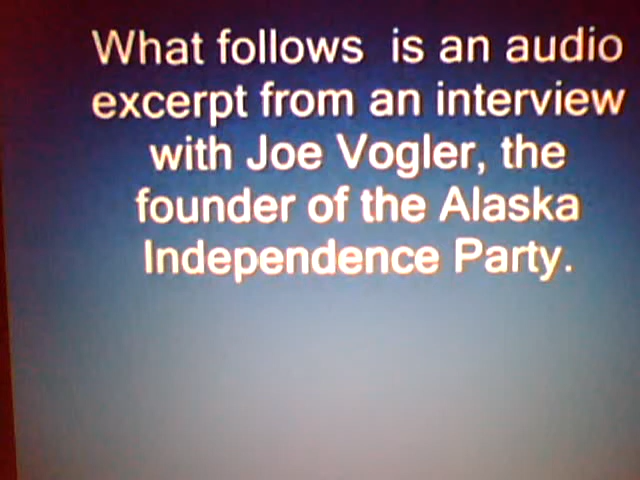 What follows  is an audio
excerpt from an interview
with Joe Vogler, the
founder of the Alaska
Independence Party.